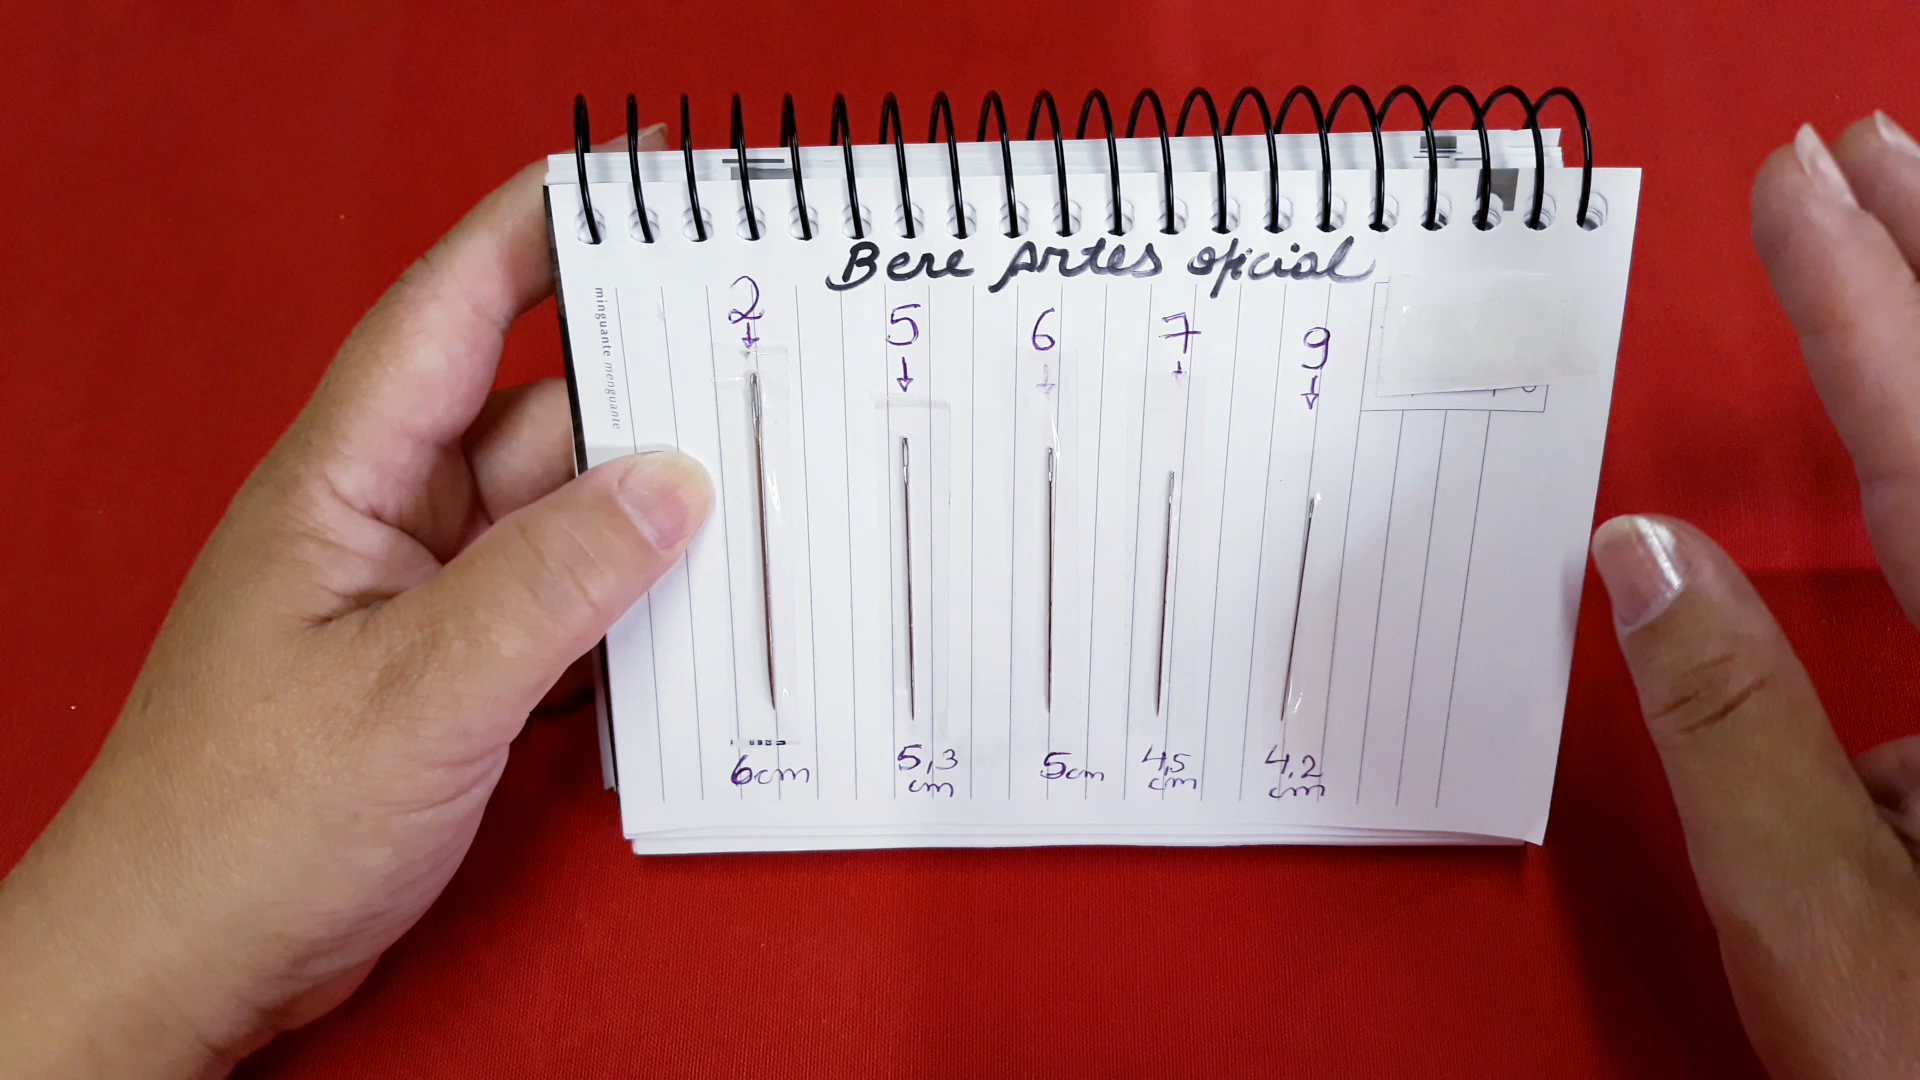 Bere Artes oficial
minguante menguante
2 5 6 7 9
6cm 5,3 cm 5cm 4,5 cm 4,2 cm